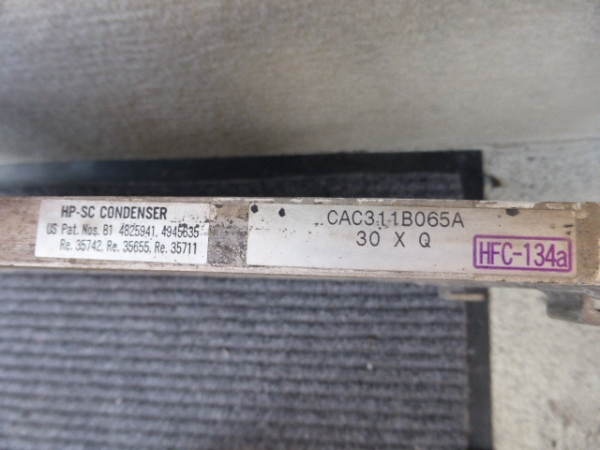 HP-SC CONDENSER
US Pat. Nos. B1 4825941, 4945635
Re. 35742, Re. 35655, Re. 35711
CAC311B065A
30 X Q
HFC-134a